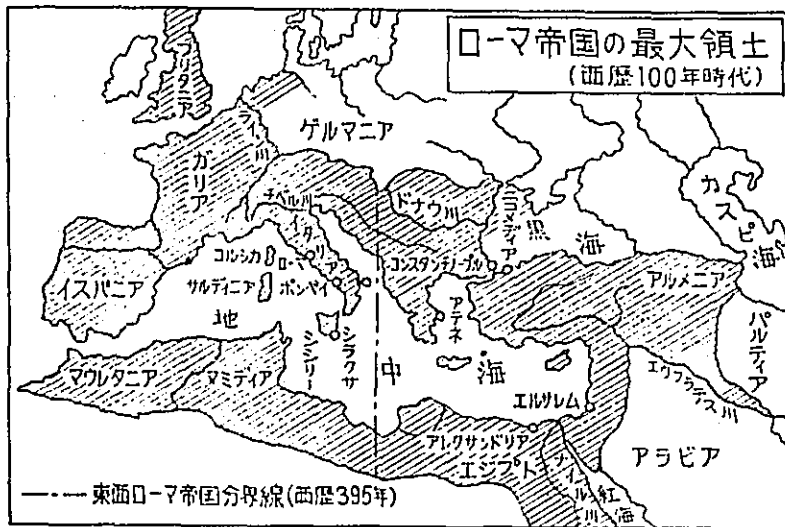 ローマ帝国の最大領土
(西歴100年時代)
ブリタニア
ゲルマニア
ライン川
ガリア
カスピ海
チベル川
ドナウ川
ニコメディア
黒海
イタリア
コルシカ
ローマ
コンスタンチノープル
アルメニア
イスパニア
サルディニア
ポンペイ
アテネ
パルティア
地中海
シシリー
シラクサ
マウレタニア
ヌミディア
エウフラテス川
エルサレム
アレクサンドリア
エジプト
アラビア
ナイル川
紅海
東西ローマ帝国分界線(西歴395年)